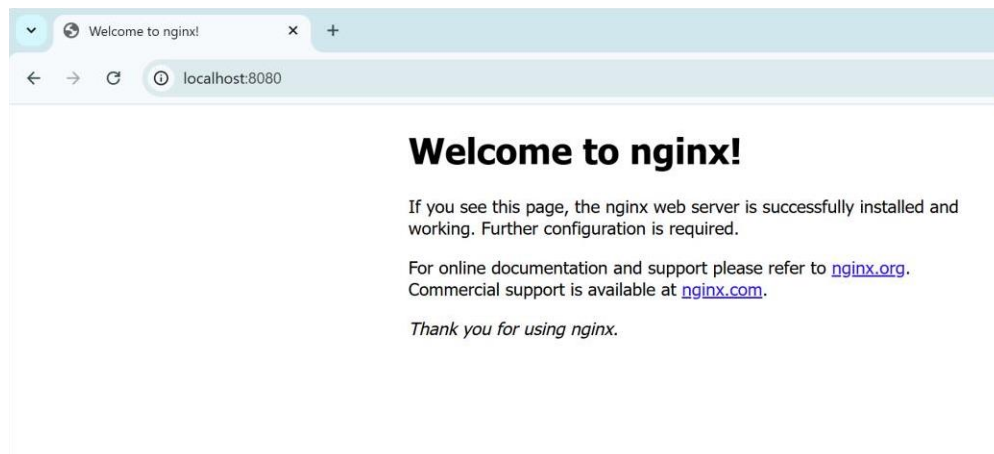 Welcome to nginx!
localhost:8080
Welcome to nginx!
If you see this page, the nginx web server is successfully installed and
working. Further configuration is required.
For online documentation and support please refer to nginx.org.
Commercial support is available at nginx.com.
Thank you for using nginx.